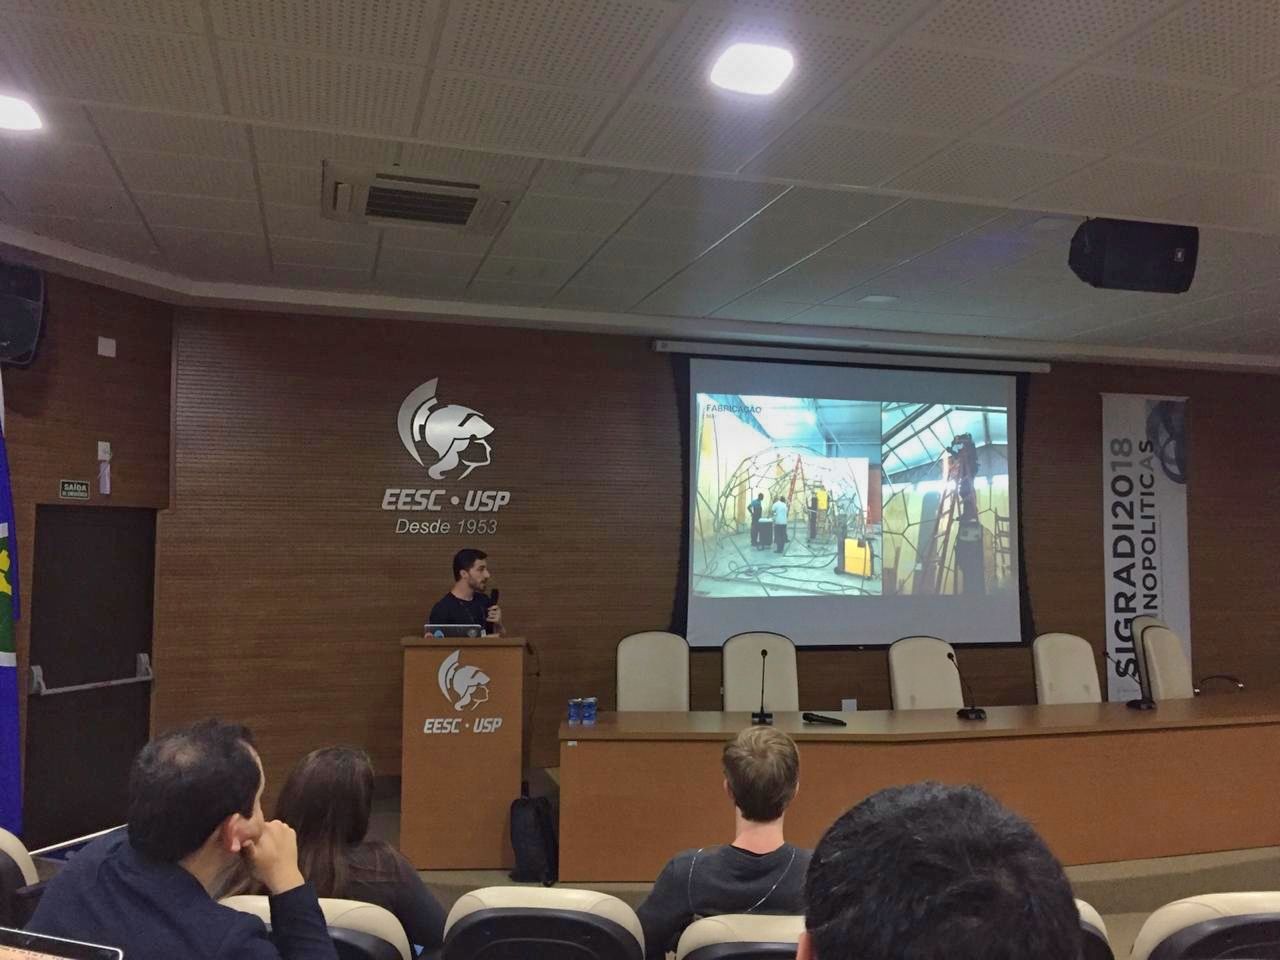 EESC • USP
Desde 1953
FABRICAÇÃO
SAÍDA
EESC • USP
SIGRADI2018
NOPOLITICAS